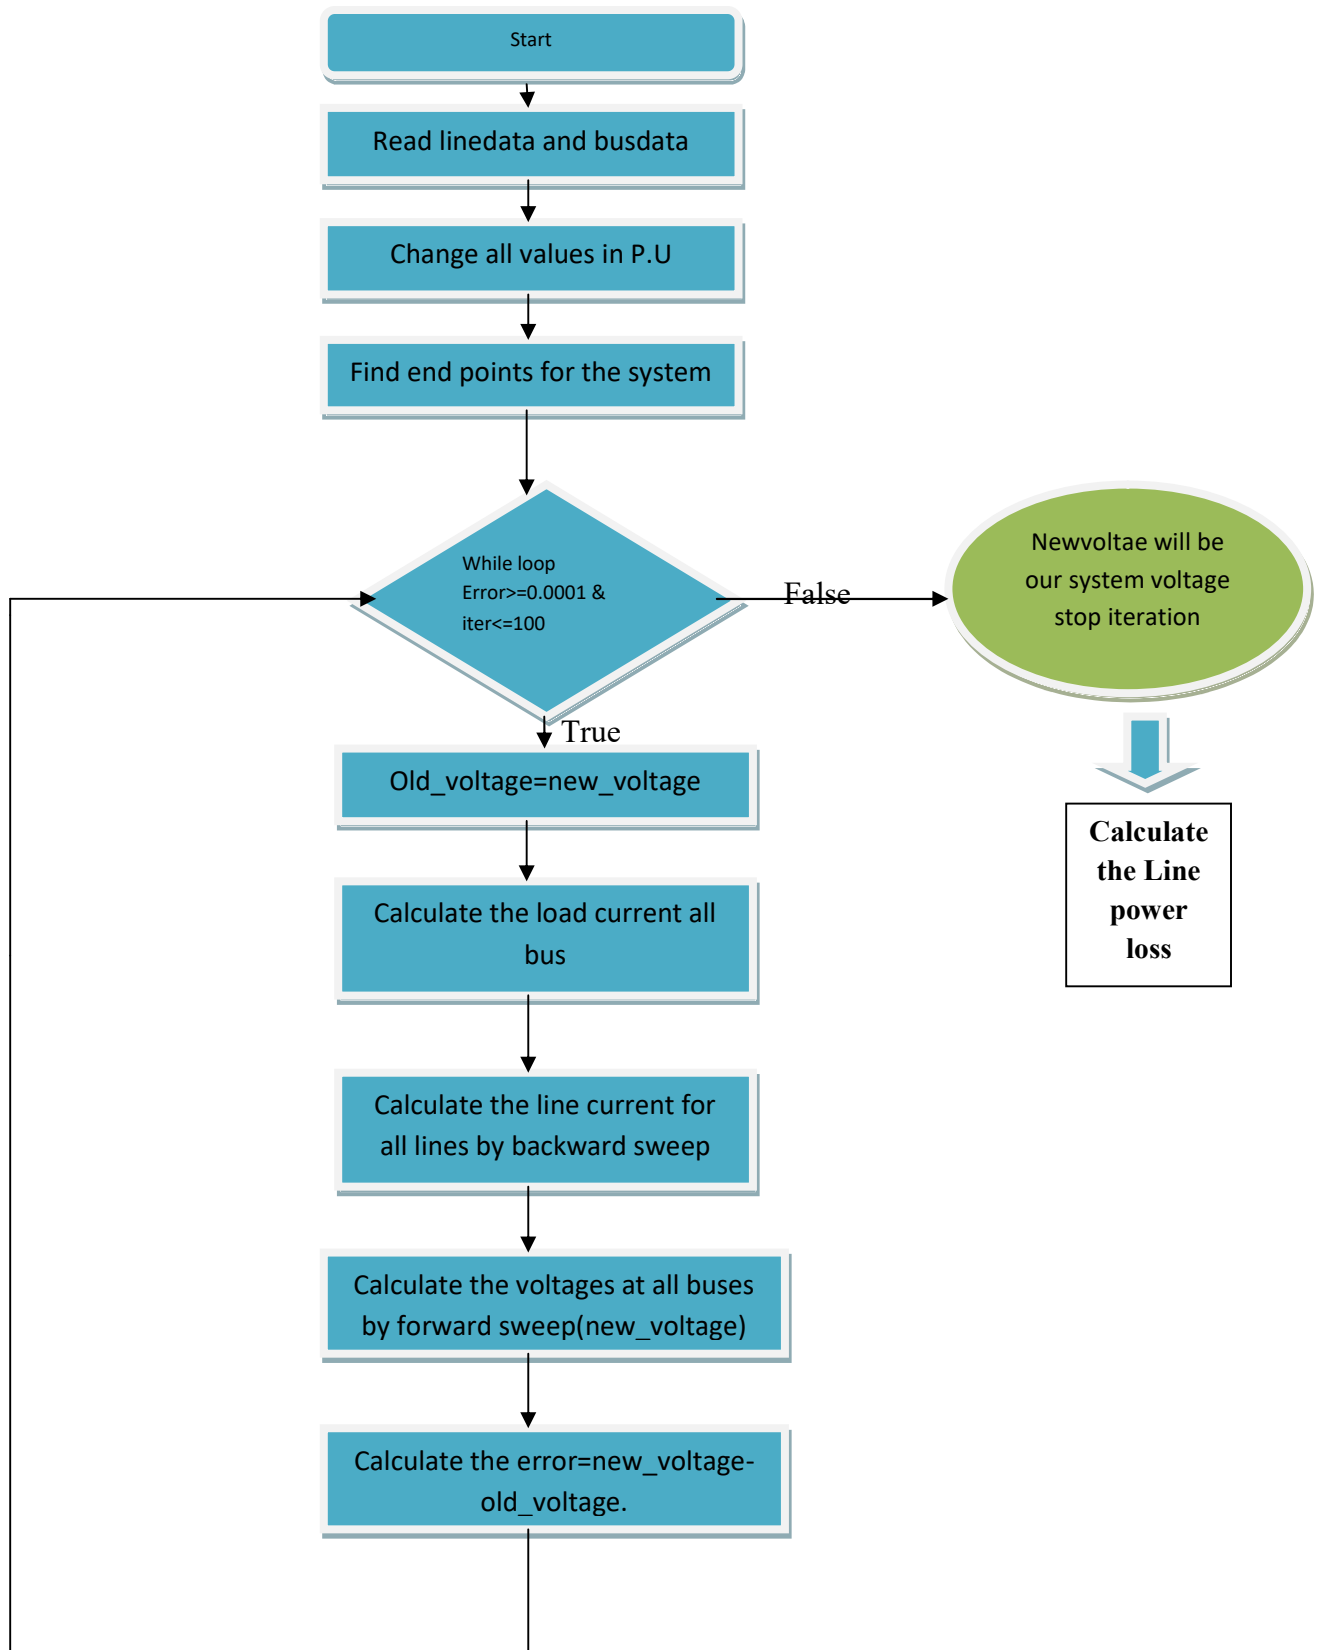 Start
Read linedata and busdata
Change all values in P.U
Find end points for the system
While loop
Error>=0.0001 &
iter<=100
False
Newvoltae will be
our system voltage
stop iteration
True
Old_voltage=new_voltage
Calculate
the Line
power
loss
Calculate the load current all
bus
Calculate the line current for
all lines by backward sweep
Calculate the voltages at all buses
by forward sweep(new_voltage)
Calculate the error=new_voltage-
old_voltage.